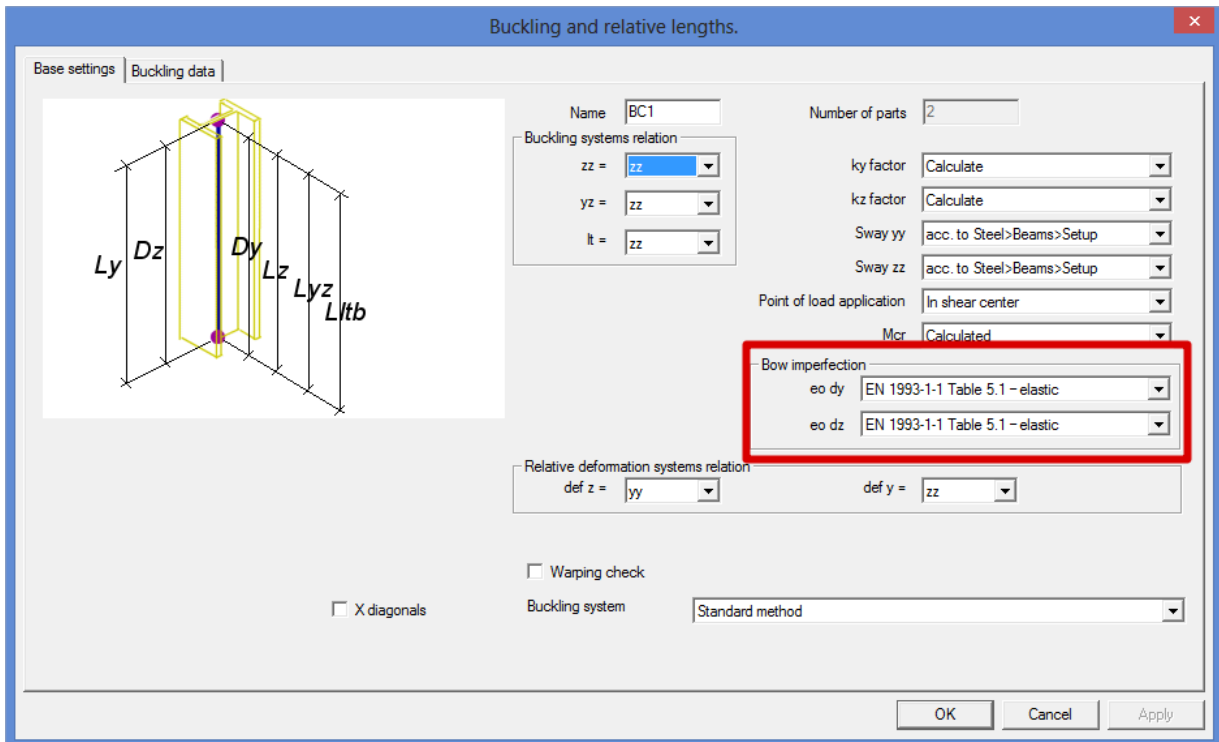 Buckling and relative lengths.
Base settings
Buckling data
Name BC1
Number of parts 2
Buckling systems relation
zz = zz
yz = zz
lt = zz
ky factor Calculate
kz factor Calculate
Sway yy acc. to Steel>Beams>Setup
Sway zz acc. to Steel>Beams>Setup
Point of load application In shear center
Mcr Calculated
Ly
Dz
Dy
Lz
Lyz
Lltb
Bow imperfection
eo dy EN 1993-1-1 Table 5.1 – elastic
eo dz EN 1993-1-1 Table 5.1 – elastic
Relative deformation systems relation
def z = yy
def y = zz
Warping check
X diagonals
Buckling system Standard method
OK
Cancel
Apply